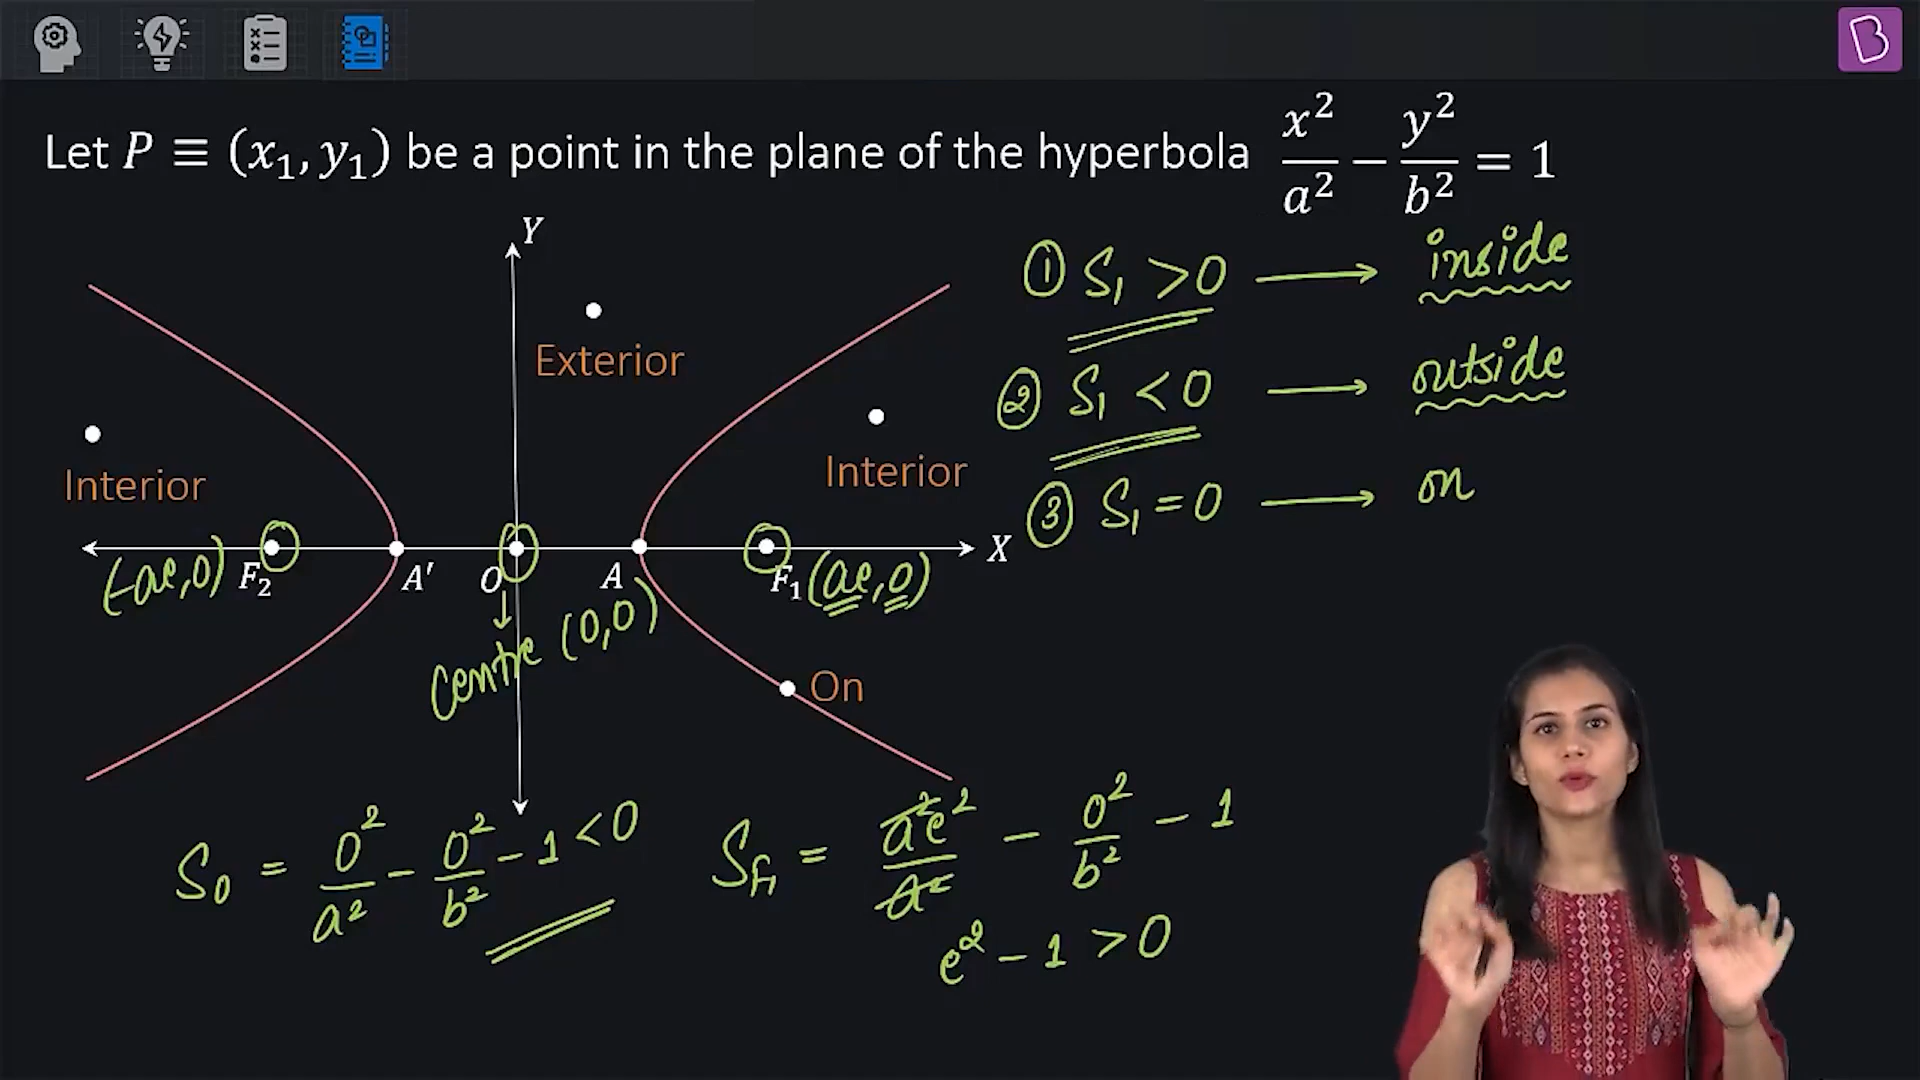 B
Let P ≡ (x₁, y₁) be a point in the plane of the hyperbola x²/a² − y²/b² = 1
Y
① S₁ > 0 → inside
Exterior
② S₁ < 0 → outside
Interior
Interior
③ S₁ = 0 → on
X
(-ae,0) F₂ A′ O A F₁ (ae,0)
Centre (0,0)
On
S₀ = 0²/a² − 0²/b² − 1 < 0
S_F₁ = a²e²/a² − 0²/b² − 1
e² − 1 > 0